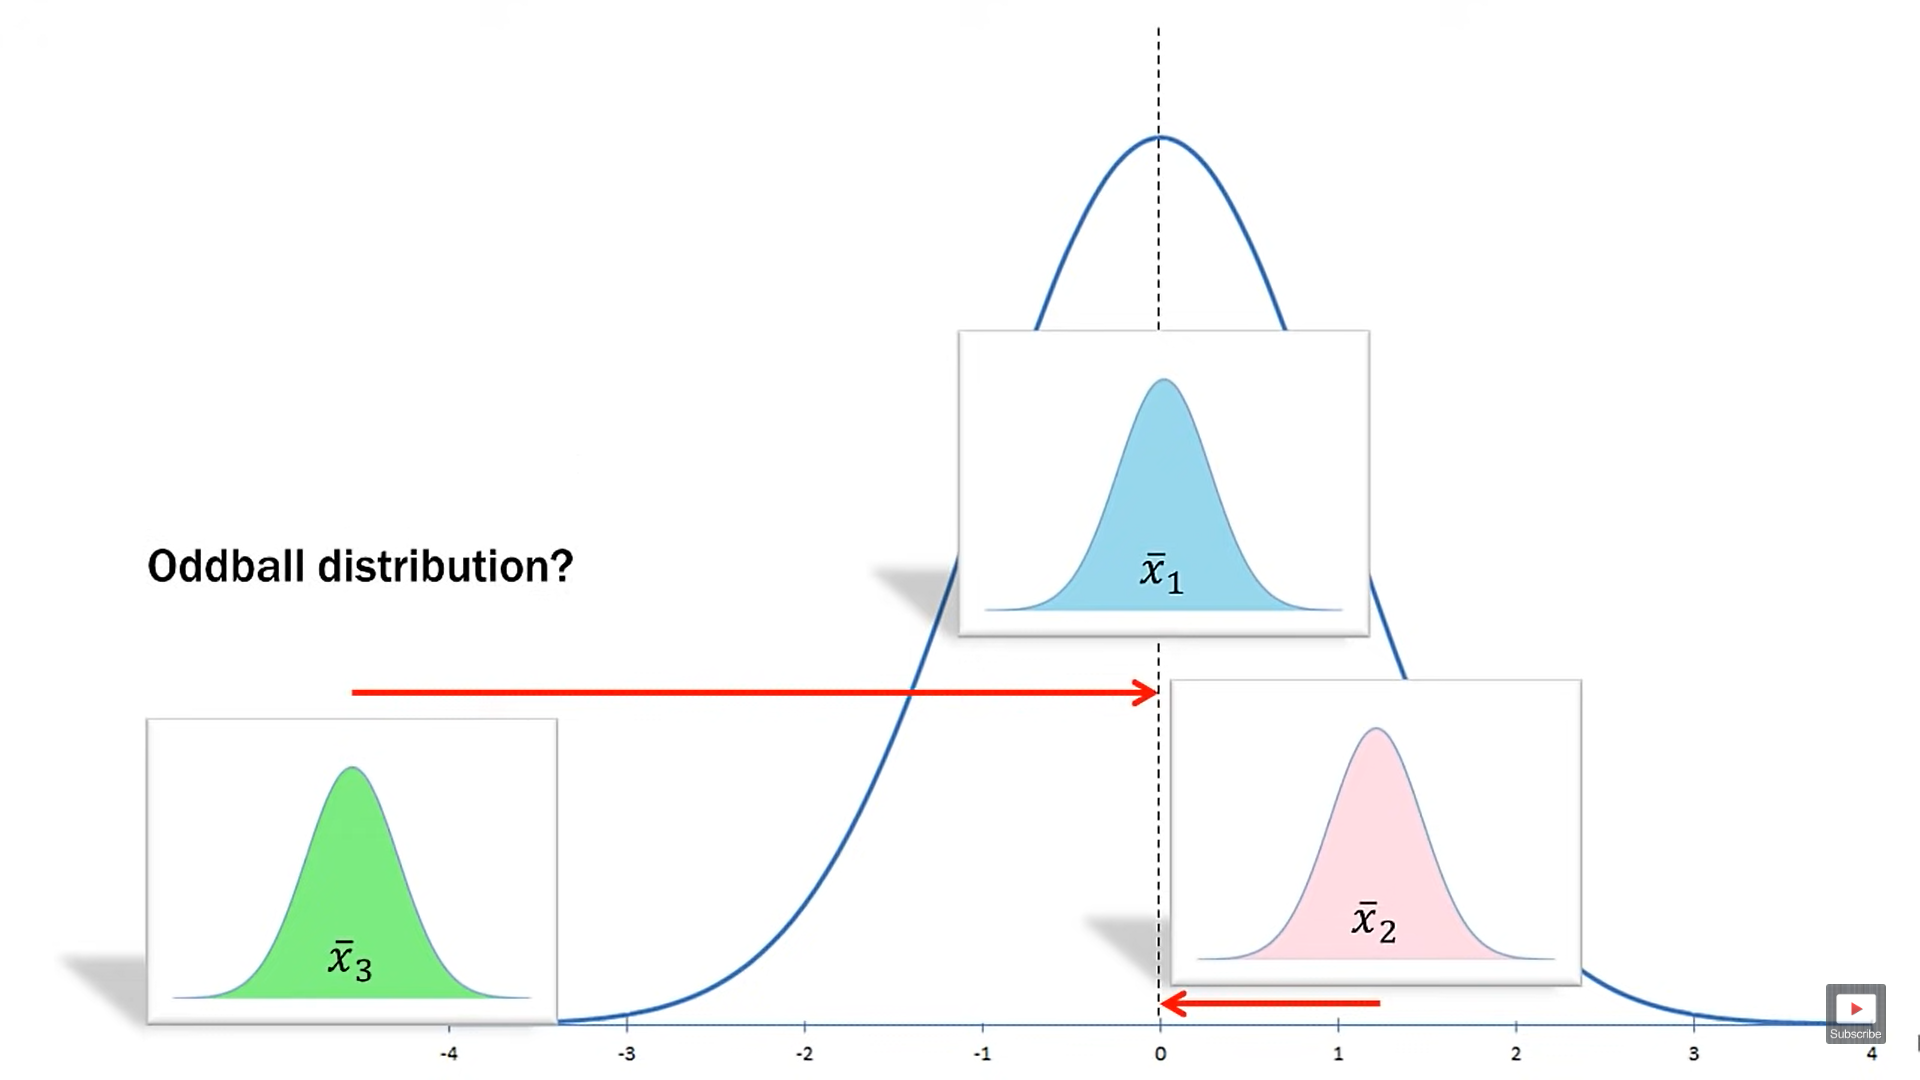 Oddball distribution?
x̄₁
x̄₂
x̄₃
-4 -3 -2 -1 0 1 2 3 4
Subscribe